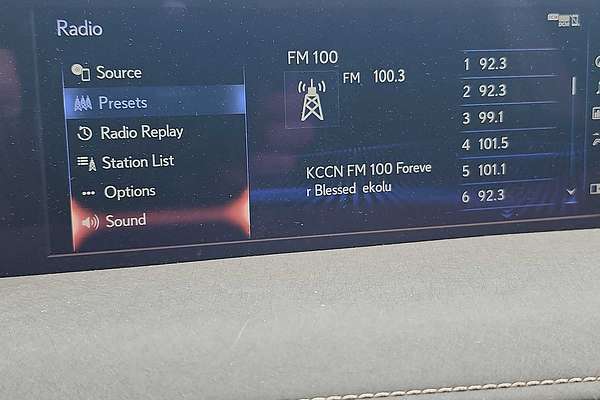 Radio
Source
Presets
Radio Replay
Station List
Options
Sound
FM 100
FM 100.3
KCCN FM 100 Foreve
r Blessed ekolu
1 92.3
2 92.3
3 99.1
4 101.5
5 101.1
6 92.3